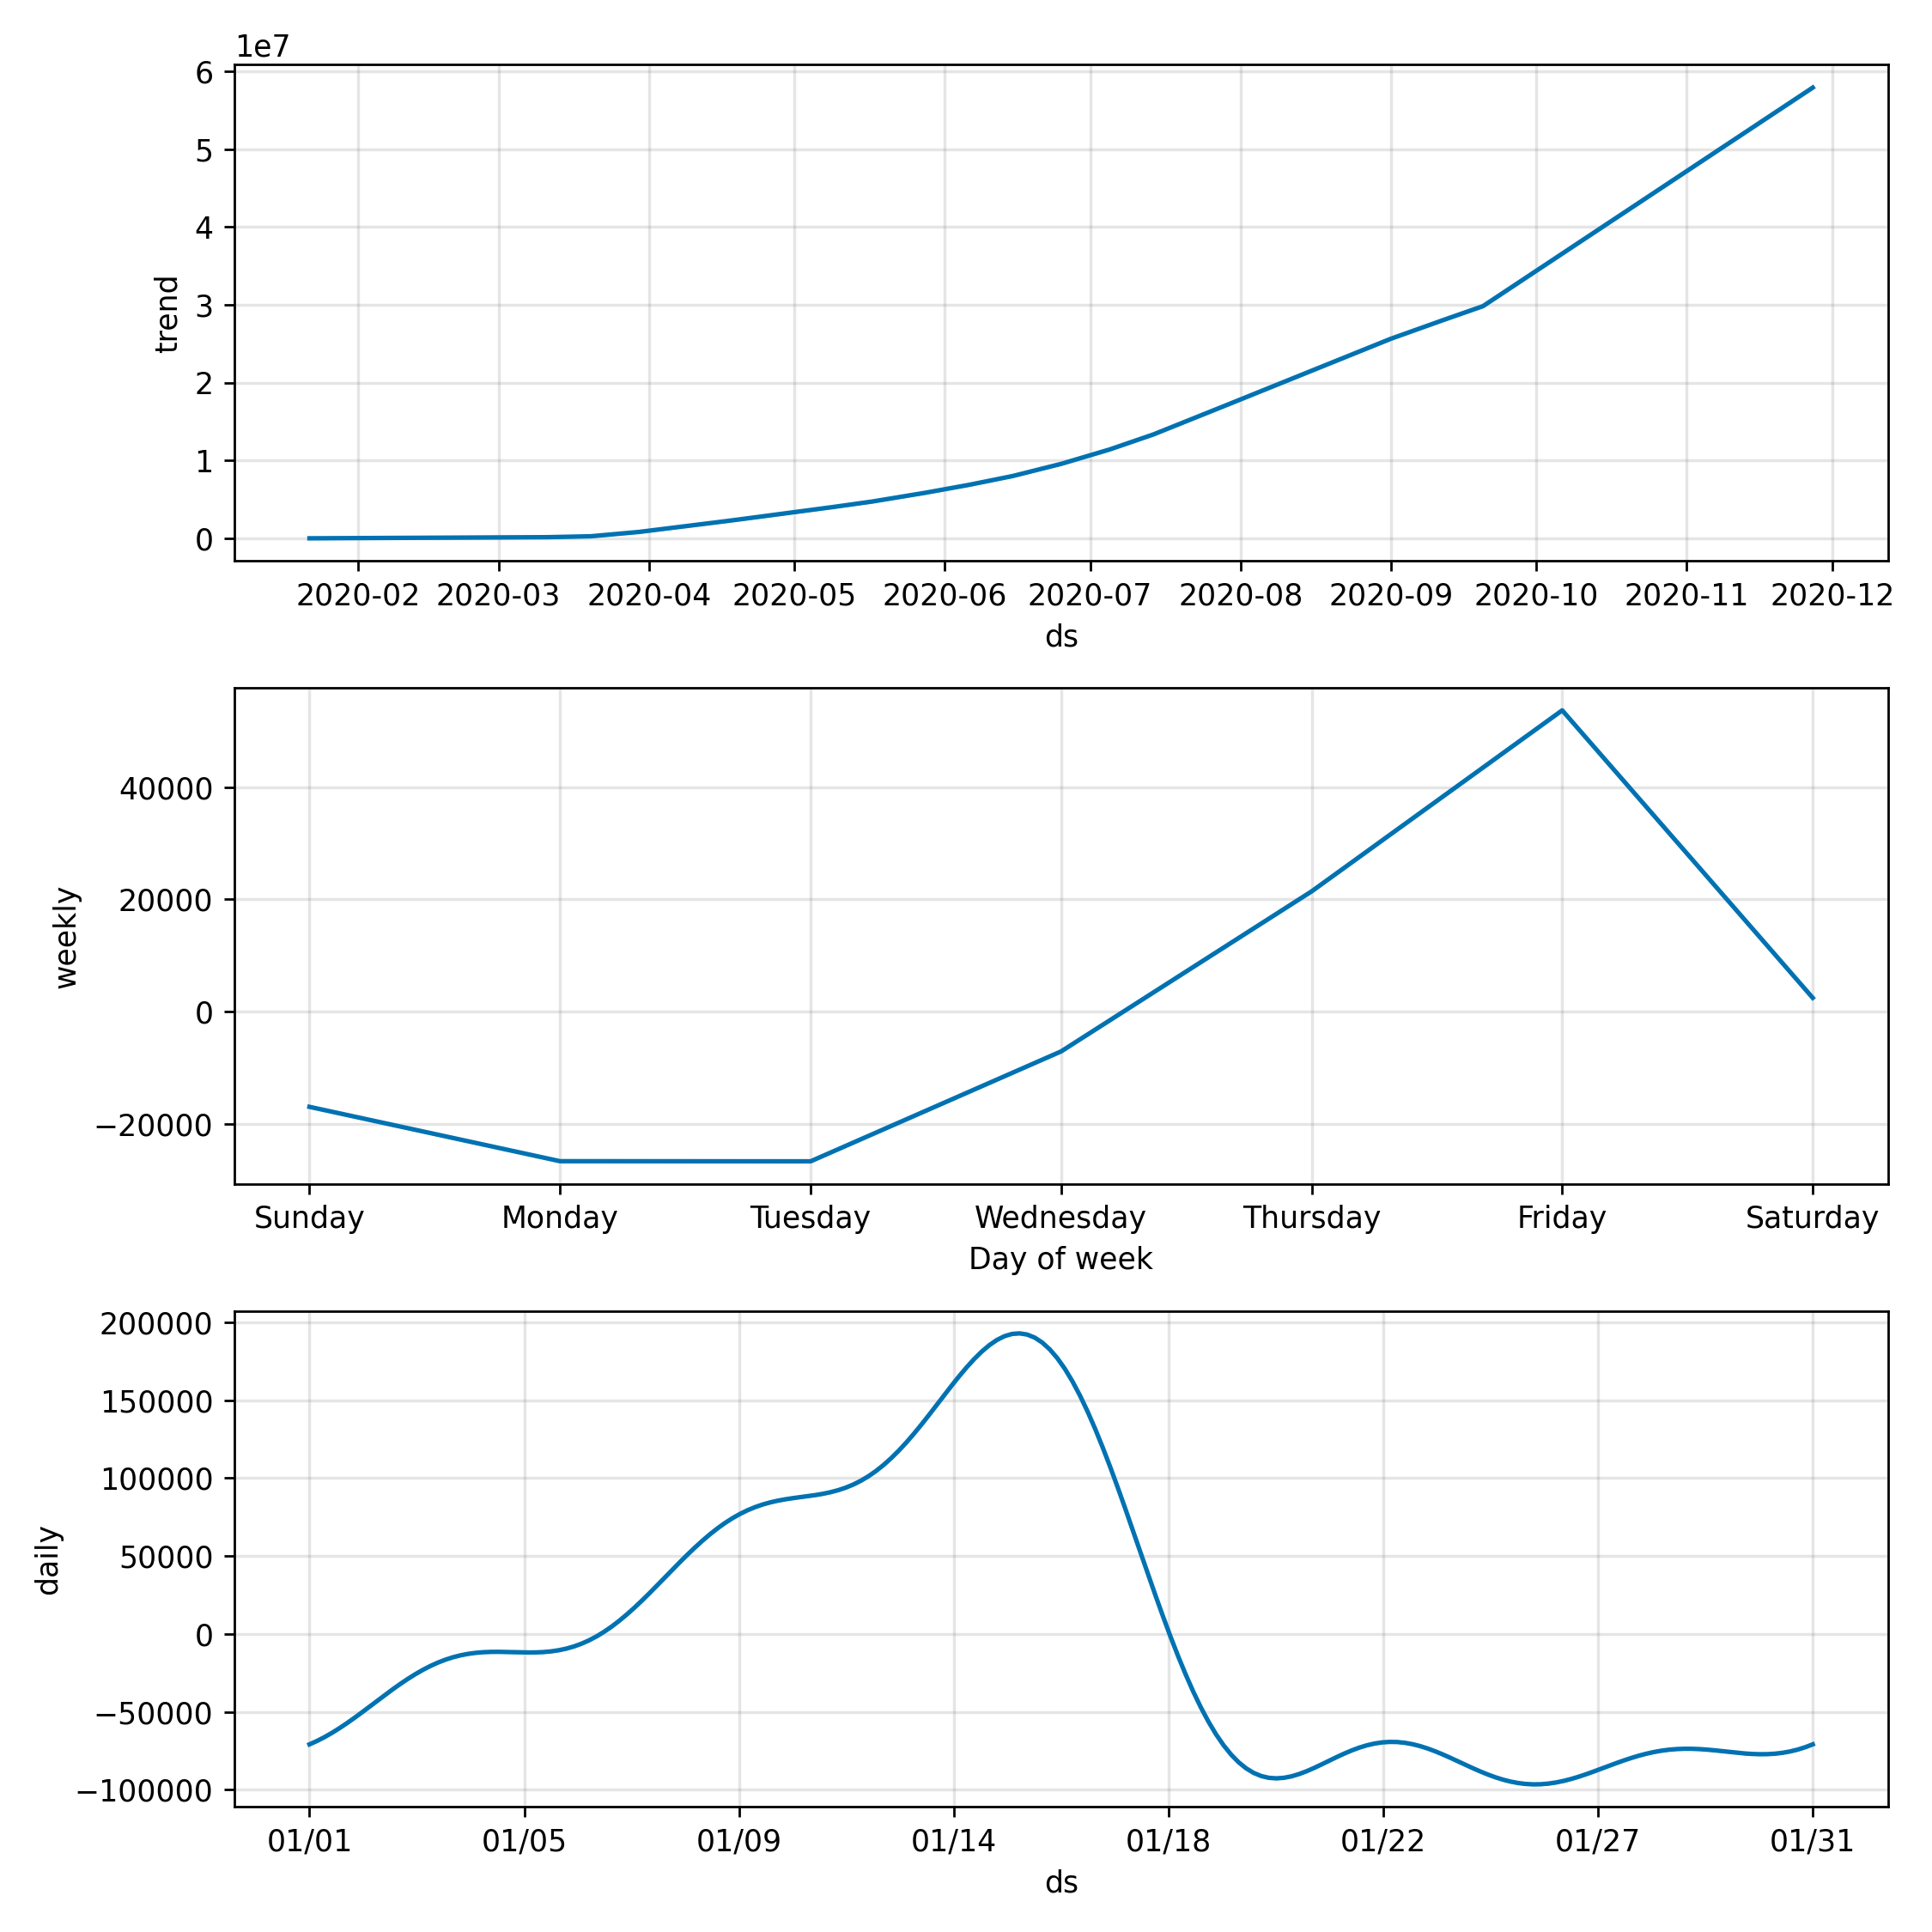 1e7
6
5
4
3
2
1
0
trend
2020-02 2020-03 2020-04 2020-05 2020-06 2020-07 2020-08 2020-09 2020-10 2020-11 2020-12
ds
40000
20000
0
−20000
weekly
Sunday Monday Tuesday Wednesday Thursday Friday Saturday
Day of week
200000
150000
100000
50000
0
−50000
−100000
daily
01/01 01/05 01/09 01/14 01/18 01/22 01/27 01/31
ds